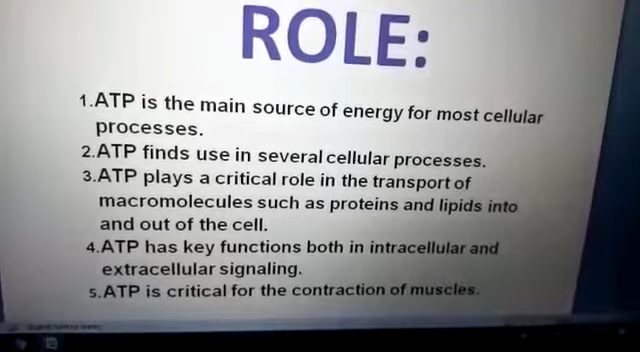 ROLE:
1.ATP is the main source of energy for most cellular
processes.
2.ATP finds use in several cellular processes.
3.ATP plays a critical role in the transport of
macromolecules such as proteins and lipids into
and out of the cell.
4.ATP has key functions both in intracellular and
extracellular signaling.
5.ATP is critical for the contraction of muscles.